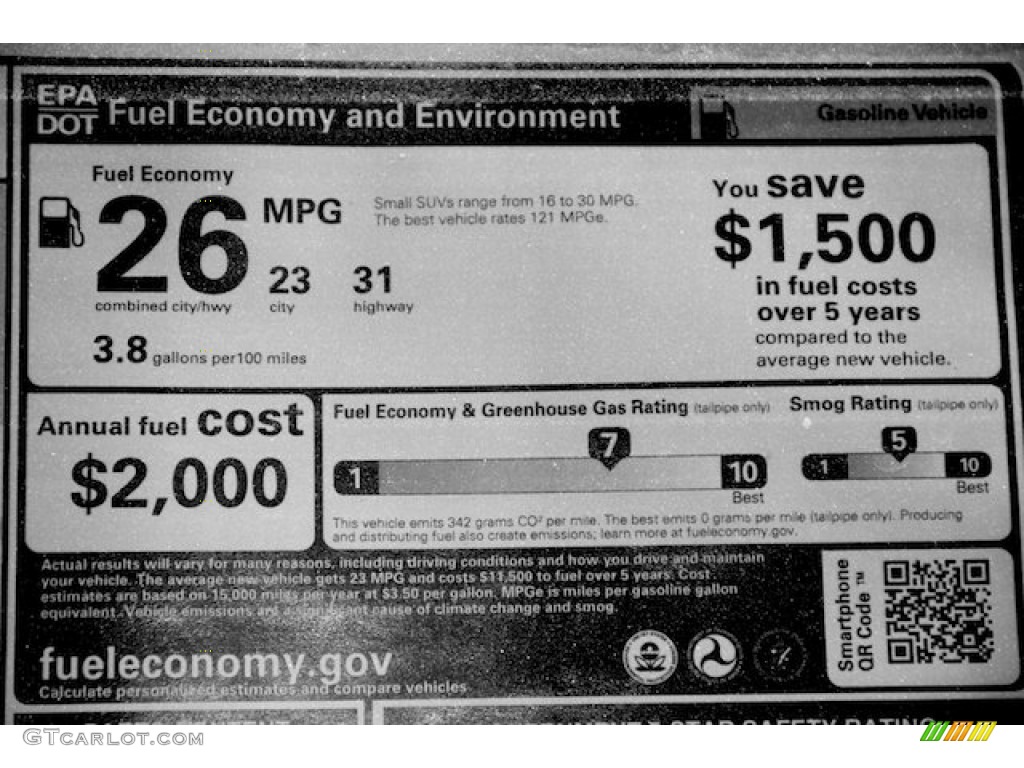 EPA
DOT Fuel Economy and Environment
Gasoline Vehicle
Fuel Economy
26 MPG
combined city/hwy
23
city
31
highway
Small SUVs range from 16 to 30 MPG.
The best vehicle rates 121 MPGe.
3.8 gallons per100 miles
You save
$1,500
in fuel costs
over 5 years
compared to the
average new vehicle.
Annual fuel cost
$2,000
Fuel Economy & Greenhouse Gas Rating (tailpipe only)
1 7 10
Best
Smog Rating (tailpipe only)
1 5 10
Best
This vehicle emits 342 grams CO² per mile. The best emits 0 grams per mile (tailpipe only). Producing
and distributing fuel also create emissions; learn more at fueleconomy.gov.
Actual results will vary for many reasons, including driving conditions and how you drive and maintain
your vehicle. The average new vehicle gets 23 MPG and costs $11,500 to fuel over 5 years. Cost
estimates are based on 15,000 miles per year at $3.50 per gallon. MPGe is miles per gasoline gallon
equivalent. Vehicle emissions are a significant cause of climate change and smog.
fueleconomy.gov
Calculate personalized estimates and compare vehicles
Smartphone
QR Code™
GTcarlot.com